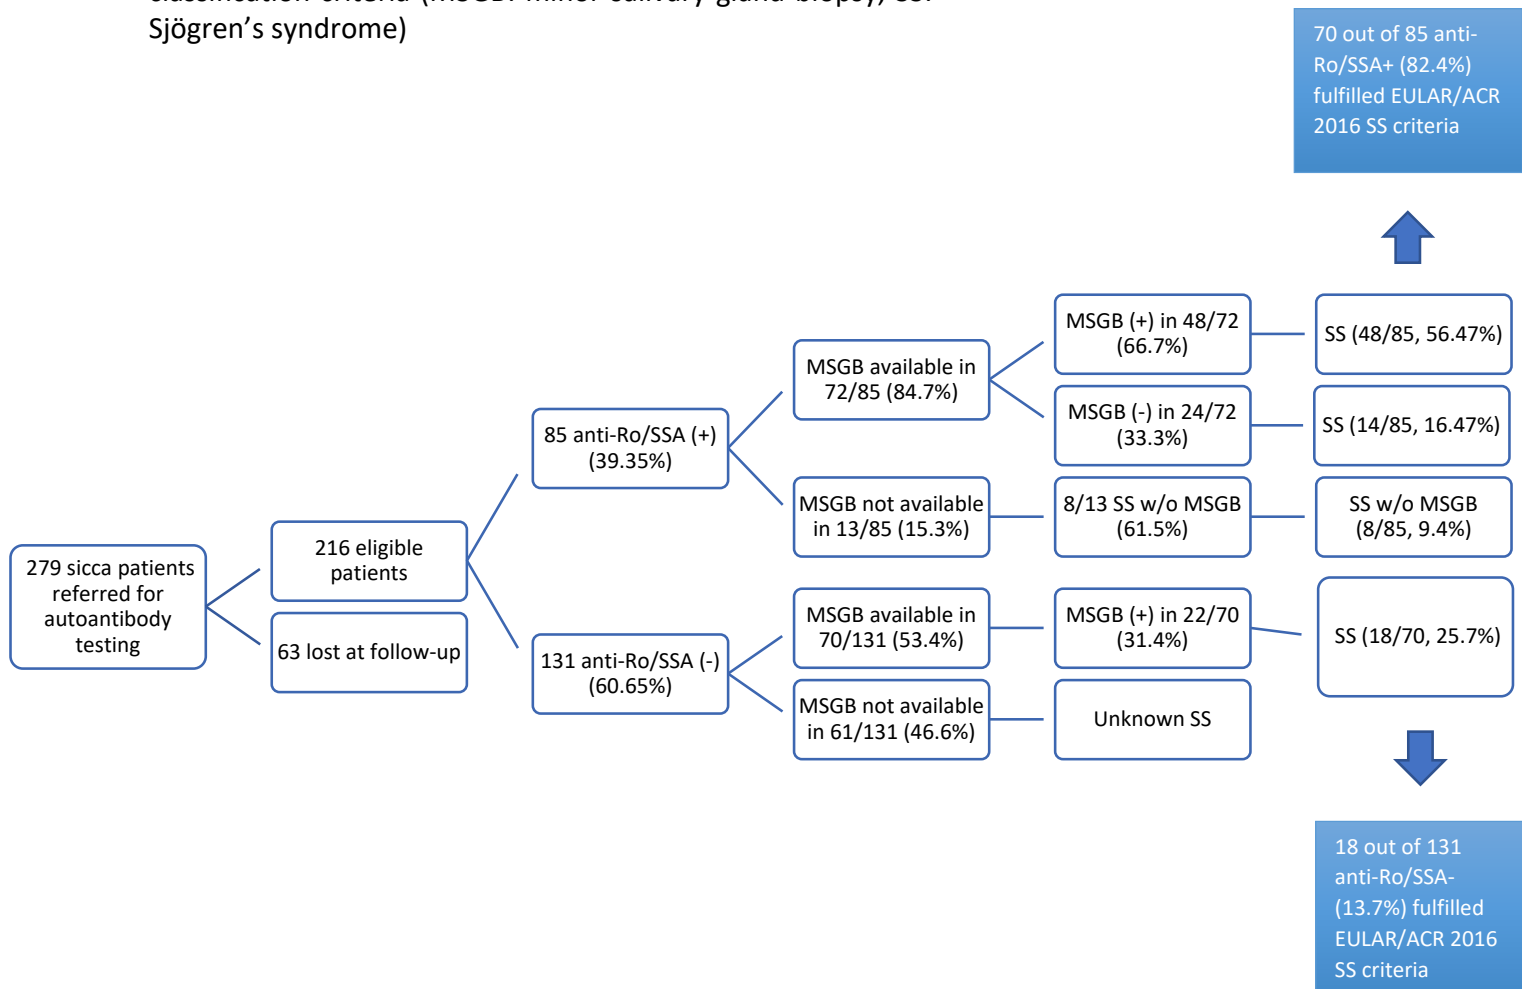 Sjögren's syndrome)
70 out of 85 anti-
Ro/SSA+ (82.4%)
fulfilled EULAR/ACR
2016 SS criteria
279 sicca patients
referred for
autoantibody
testing
216 eligible
patients
63 lost at follow-up
85 anti-Ro/SSA (+)
(39.35%)
131 anti-Ro/SSA (-)
(60.65%)
MSGB available in
72/85 (84.7%)
MSGB not available
in 13/85 (15.3%)
MSGB available in
70/131 (53.4%)
MSGB not available
in 61/131 (46.6%)
MSGB (+) in 48/72
(66.7%)
MSGB (-) in 24/72
(33.3%)
8/13 SS w/o MSGB
(61.5%)
MSGB (+) in 22/70
(31.4%)
Unknown SS
SS (48/85, 56.47%)
SS (14/85, 16.47%)
SS w/o MSGB
(8/85, 9.4%)
SS (18/70, 25.7%)
18 out of 131
anti-Ro/SSA-
(13.7%) fulfilled
EULAR/ACR 2016
SS criteria